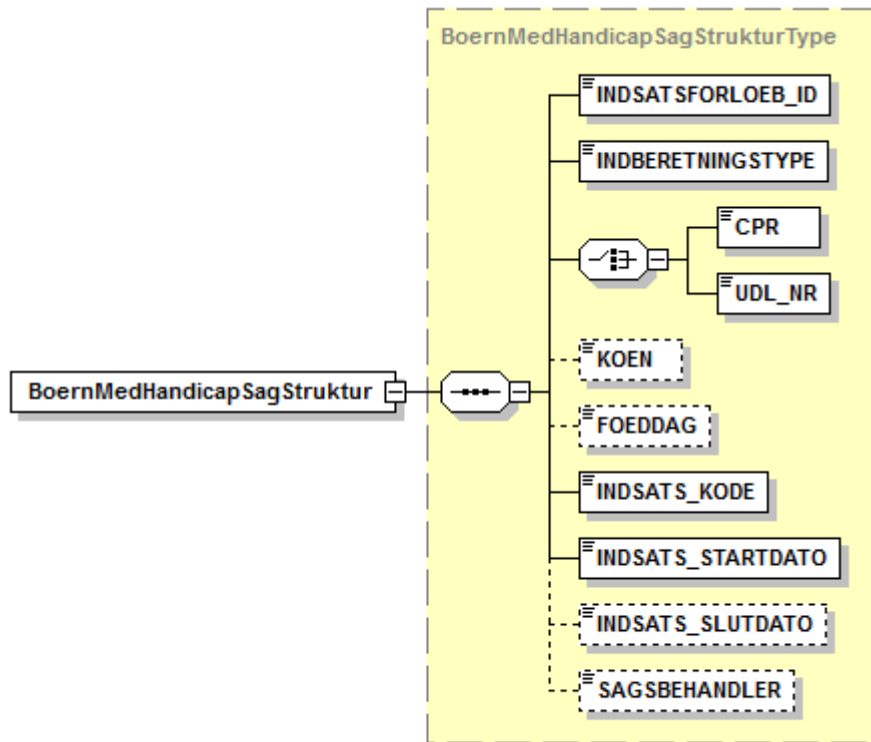 BoernMedHandicapSagStrukturType
INDSATSFORLOEB_ID
INDBERETNINGSTYPE
CPR
UDL_NR
KOEN
BoernMedHandicapSagStruktur
FOEDDAG
INDSATS_KODE
INDSATS_STARTDATO
INDSATS_SLUTDATO
SAGSBEHANDLER